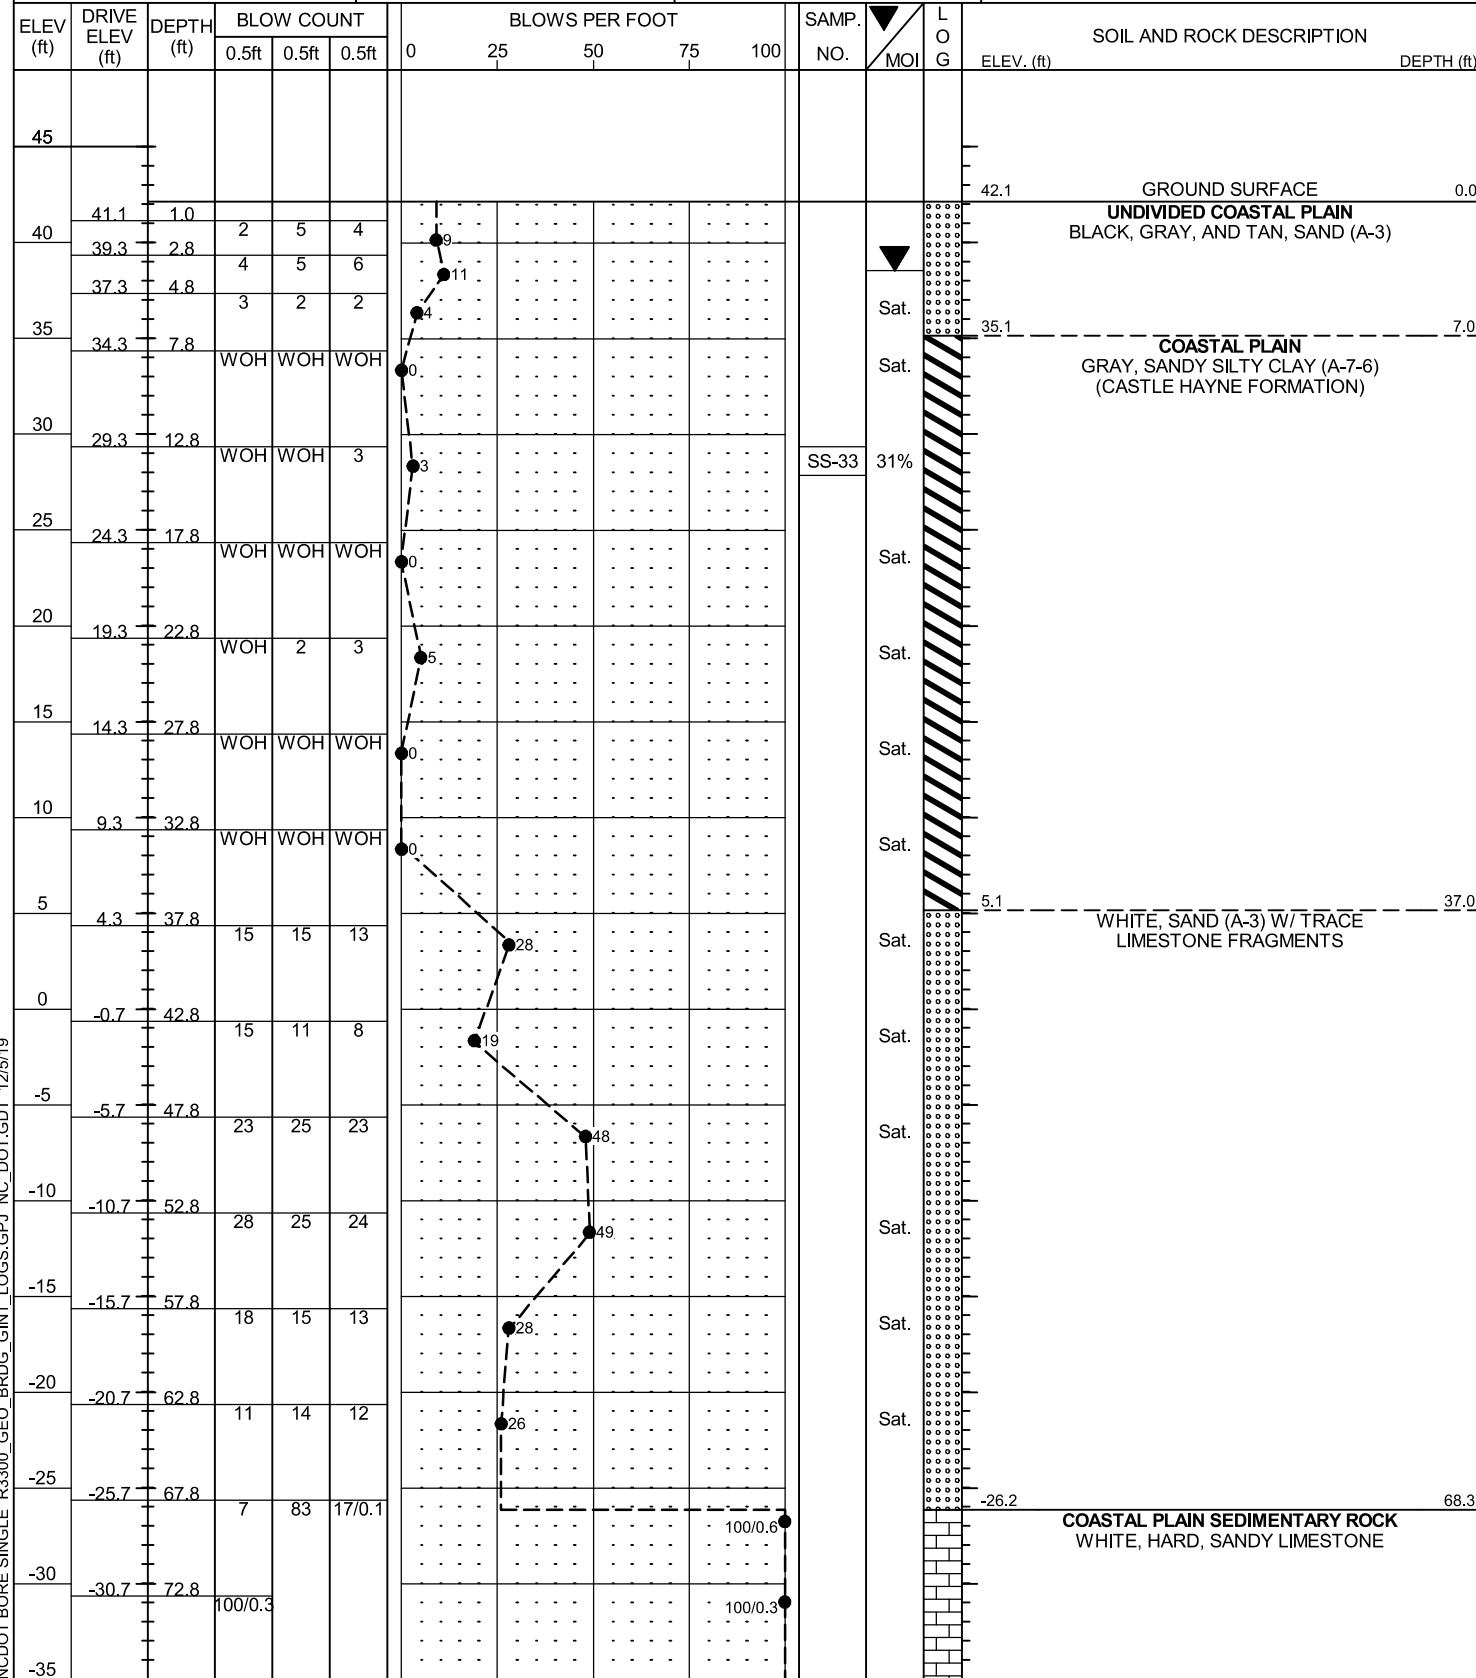 ELEV (ft) DRIVE ELEV (ft) DEPTH (ft) BLOW COUNT BLOWS PER FOOT SAMP. NO. MOI L O G SOIL AND ROCK DESCRIPTION
0.5ft 0.5ft 0.5ft 0 25 50 75 100 ELEV. (ft) DEPTH (ft)
45
42.1 GROUND SURFACE 0.0
41.1 1.0 UNDIVIDED COASTAL PLAIN
40 2 5 4 9 BLACK, GRAY, AND TAN, SAND (A-3)
39.3 2.8
4 5 6 11
37.3 4.8
3 2 2 4 Sat.
35 35.1 7.0
34.3 7.8 COASTAL PLAIN
WOH WOH WOH 0 Sat. GRAY, SANDY SILTY CLAY (A-7-6)
(CASTLE HAYNE FORMATION)
30
29.3 12.8
WOH WOH 3 3 SS-33 31%
25
24.3 17.8
WOH WOH WOH 0 Sat.
20
19.3 22.8
WOH 2 3 5 Sat.
15
14.3 27.8
WOH WOH WOH 0 Sat.
10
9.3 32.8
WOH WOH WOH 0 Sat.
5 5.1 37.0
4.3 37.8 WHITE, SAND (A-3) W/ TRACE
15 15 13 28 Sat. LIMESTONE FRAGMENTS
0
-0.7 42.8
15 11 8 19 Sat.
-5
-5.7 47.8
23 25 23 48 Sat.
-10
-10.7 52.8
28 25 24 49 Sat.
-15
-15.7 57.8
18 15 13 28 Sat.
-20
-20.7 62.8
11 14 12 26 Sat.
-25
-25.7 67.8 -26.2 68.3
7 83 17/0.1 100/0.6 COASTAL PLAIN SEDIMENTARY ROCK
WHITE, HARD, SANDY LIMESTONE
-30
-30.7 72.8
100/0.3 100/0.3
-35
NCDOT BORE SINGLE R3300_GEO_BRDG_GINT_LOGS.GPJ NC_DOT.GDT 12/5/19